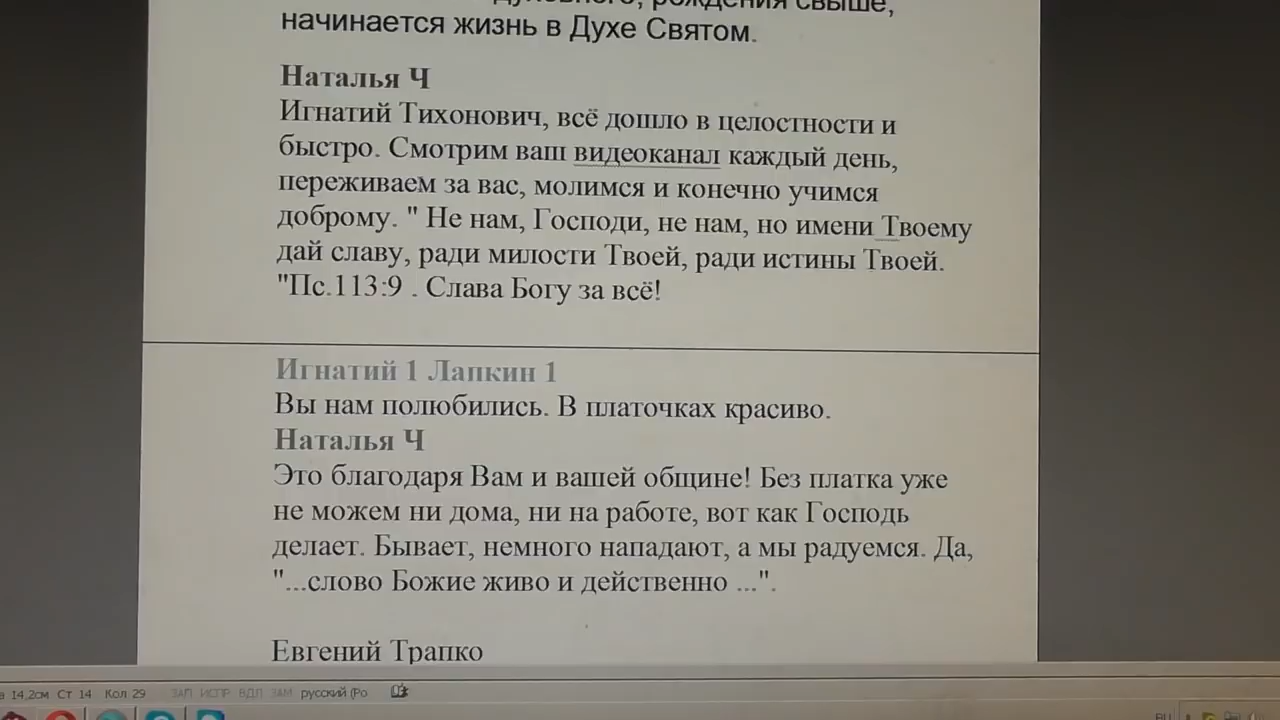 духовного, рождения свыше,
начинается жизнь в Духе Святом.
Наталья Ч
Игнатий Тихонович, всё дошло в целостности и
быстро. Смотрим ваш видеоканал каждый день,
переживаем за вас, молимся и конечно учимся
доброму. " Не нам, Господи, не нам, но имени Твоему
дай славу, ради милости Твоей, ради истины Твоей.
"Пс.113:9 . Слава Богу за всё!
Игнатий 1 Лапкин 1
Вы нам полюбились. В платочках красиво.
Наталья Ч
Это благодаря Вам и вашей общине! Без платка уже
не можем ни дома, ни на работе, вот как Господь
делает. Бывает, немного нападают, а мы радуемся. Да,
"...слово Божие живо и действенно ...".
Евгений Трапко
14,2см Ст 14 Кол 29 ЗАП ИСПР ВДЛ ЗАМ русский (Ро
RU